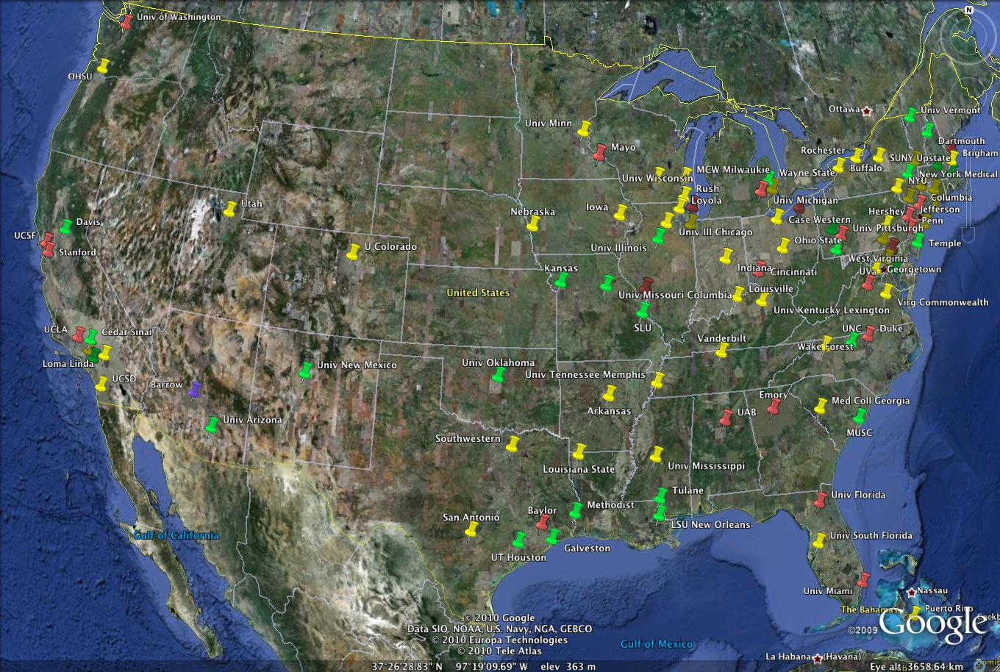 N
Univ of Washington
OHSU
Ottawa
Univ Vermont
Univ Minn
Dartmouth
Mayo
Rochester
Brigham
SUNY Upstate
Buffalo
MCW Milwaukie
Wayne State
New York Medical
Univ Wisconsin
NYU
Rush
Loyola
Univ Michigan
Columbia
Utah
Iowa
Nebraska
Hershey
Jefferson
Davis
Case Western
Penn
Univ Ill Chicago
Univ Pittsburgh
UCSF
Stanford
U Colorado
Univ Illinois
Ohio State
Temple
West Virginia
Kansas
Indiana
Cincinnati
UVa
Georgetown
United States
Univ Missouri Columbia
Louisville
Virg Commonwealth
Univ Kentucky Lexington
SLU
UCLA
Cedar Sinai
UNC
Duke
Vanderbilt
Wake Forest
Loma Linda
Univ New Mexico
Univ Oklahoma
Univ Tennessee Memphis
UCSD
Barrow
Emory
Med Coll Georgia
Arkansas
UAB
Univ Arizona
MUSC
Southwestern
Louisiana State
Univ Mississippi
Tulane
Univ Florida
Methodist
Baylor
San Antonio
LSU New Orleans
Gulf of California
Univ South Florida
Galveston
UT Houston
Univ Miami
Nassau
The Bahamas
Puerto Rico
© 2010 Google
Data SIO, NOAA, U.S. Navy, NGA, GEBCO
© 2010 Europa Technologies
© 2010 Tele Atlas
©2009 Google
Gulf of Mexico
La Habana (Havana)
37°26'28.83" N 97°19'09.69" W elev 363 m
Eye alt 3658.64 km